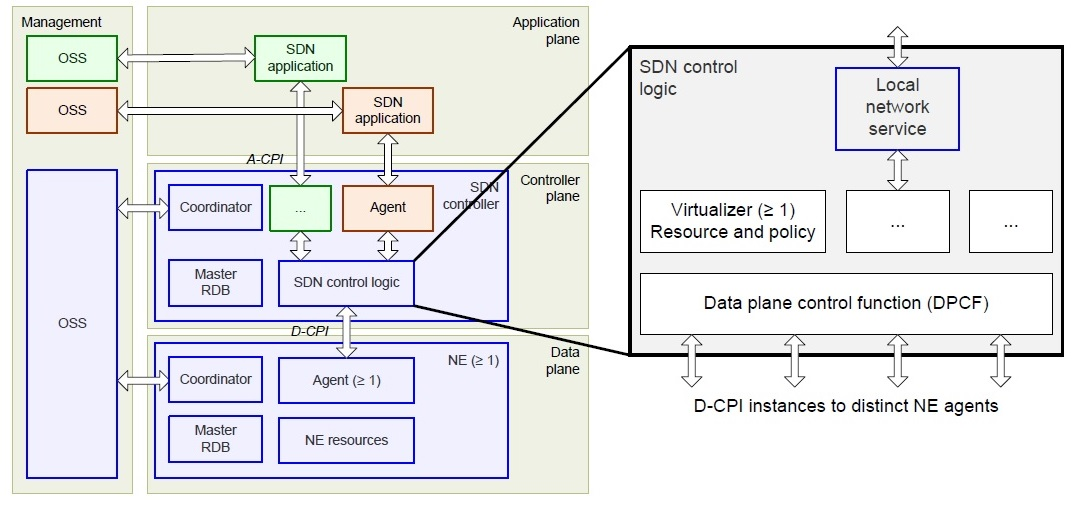 Management
OSS
OSS
OSS
Application
plane
SDN
application
SDN
application
A-CPI
Controller
plane
SDN
controller
Coordinator
...
Agent
Master
RDB
SDN control logic
D-CPI
Data
plane
NE (≥ 1)
Coordinator
Agent (≥ 1)
Master
RDB
NE resources
SDN control
logic
Local
network
service
Virtualizer (≥ 1)
Resource and policy
...
...
Data plane control function (DPCF)
D-CPI instances to distinct NE agents